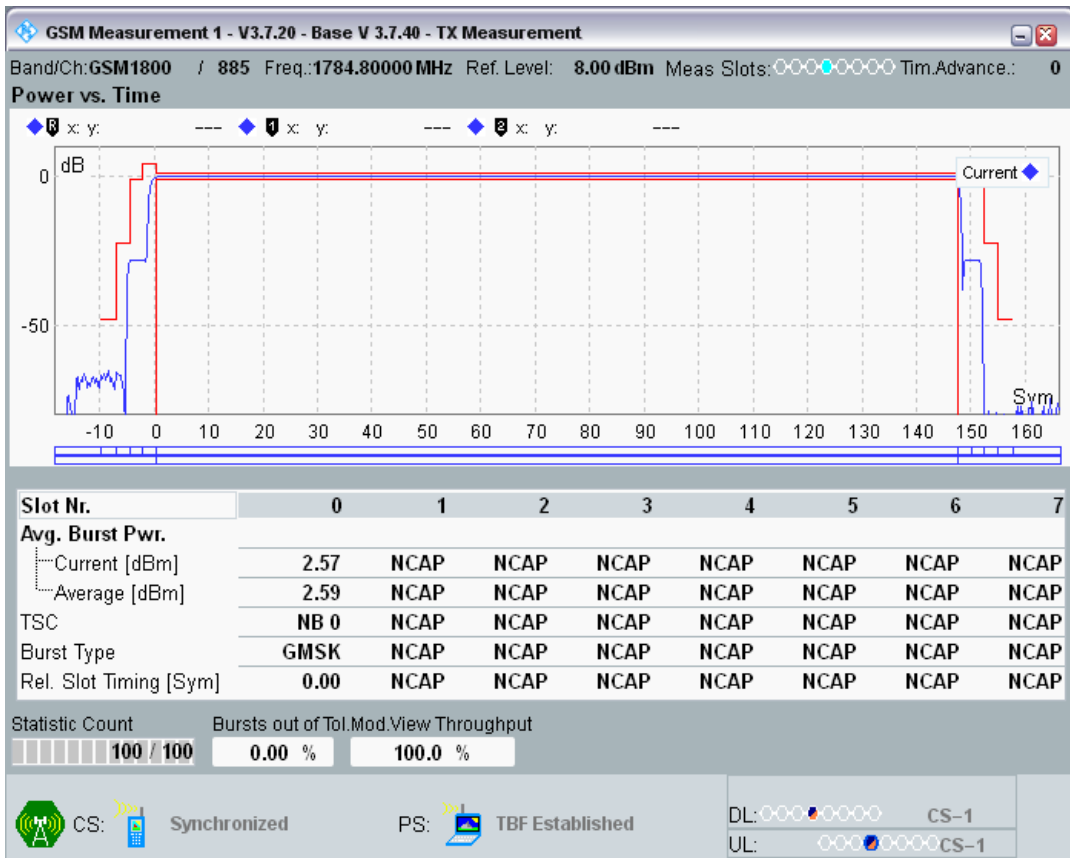 GSM Measurement 1 - V3.7.20 - Base V 3.7.40 - TX Measurement
Band/Ch:GSM1800 / 885 Freq.:1784.80000 MHz Ref. Level: 8.00 dBm Meas Slots: Tim.Advance.: 0
Power vs. Time
R x: y: --- 1 x: y: --- 2 x: y: ---
dB
Current
0
-50
Sym
-10 0 10 20 30 40 50 60 70 80 90 100 110 120 130 140 150 160
Slot Nr. 0 1 2 3 4 5 6 7
Avg. Burst Pwr.
Current [dBm] 2.57 NCAP NCAP NCAP NCAP NCAP NCAP NCAP
Average [dBm] 2.59 NCAP NCAP NCAP NCAP NCAP NCAP NCAP
TSC NB 0 NCAP NCAP NCAP NCAP NCAP NCAP NCAP
Burst Type GMSK NCAP NCAP NCAP NCAP NCAP NCAP NCAP
Rel. Slot Timing [Sym] 0.00 NCAP NCAP NCAP NCAP NCAP NCAP NCAP
Statistic Count Bursts out of Tol. Mod.View Throughput
100 / 100 0.00 % 100.0 %
CS: Synchronized PS: TBF Established
DL: CS-1
UL: CS-1